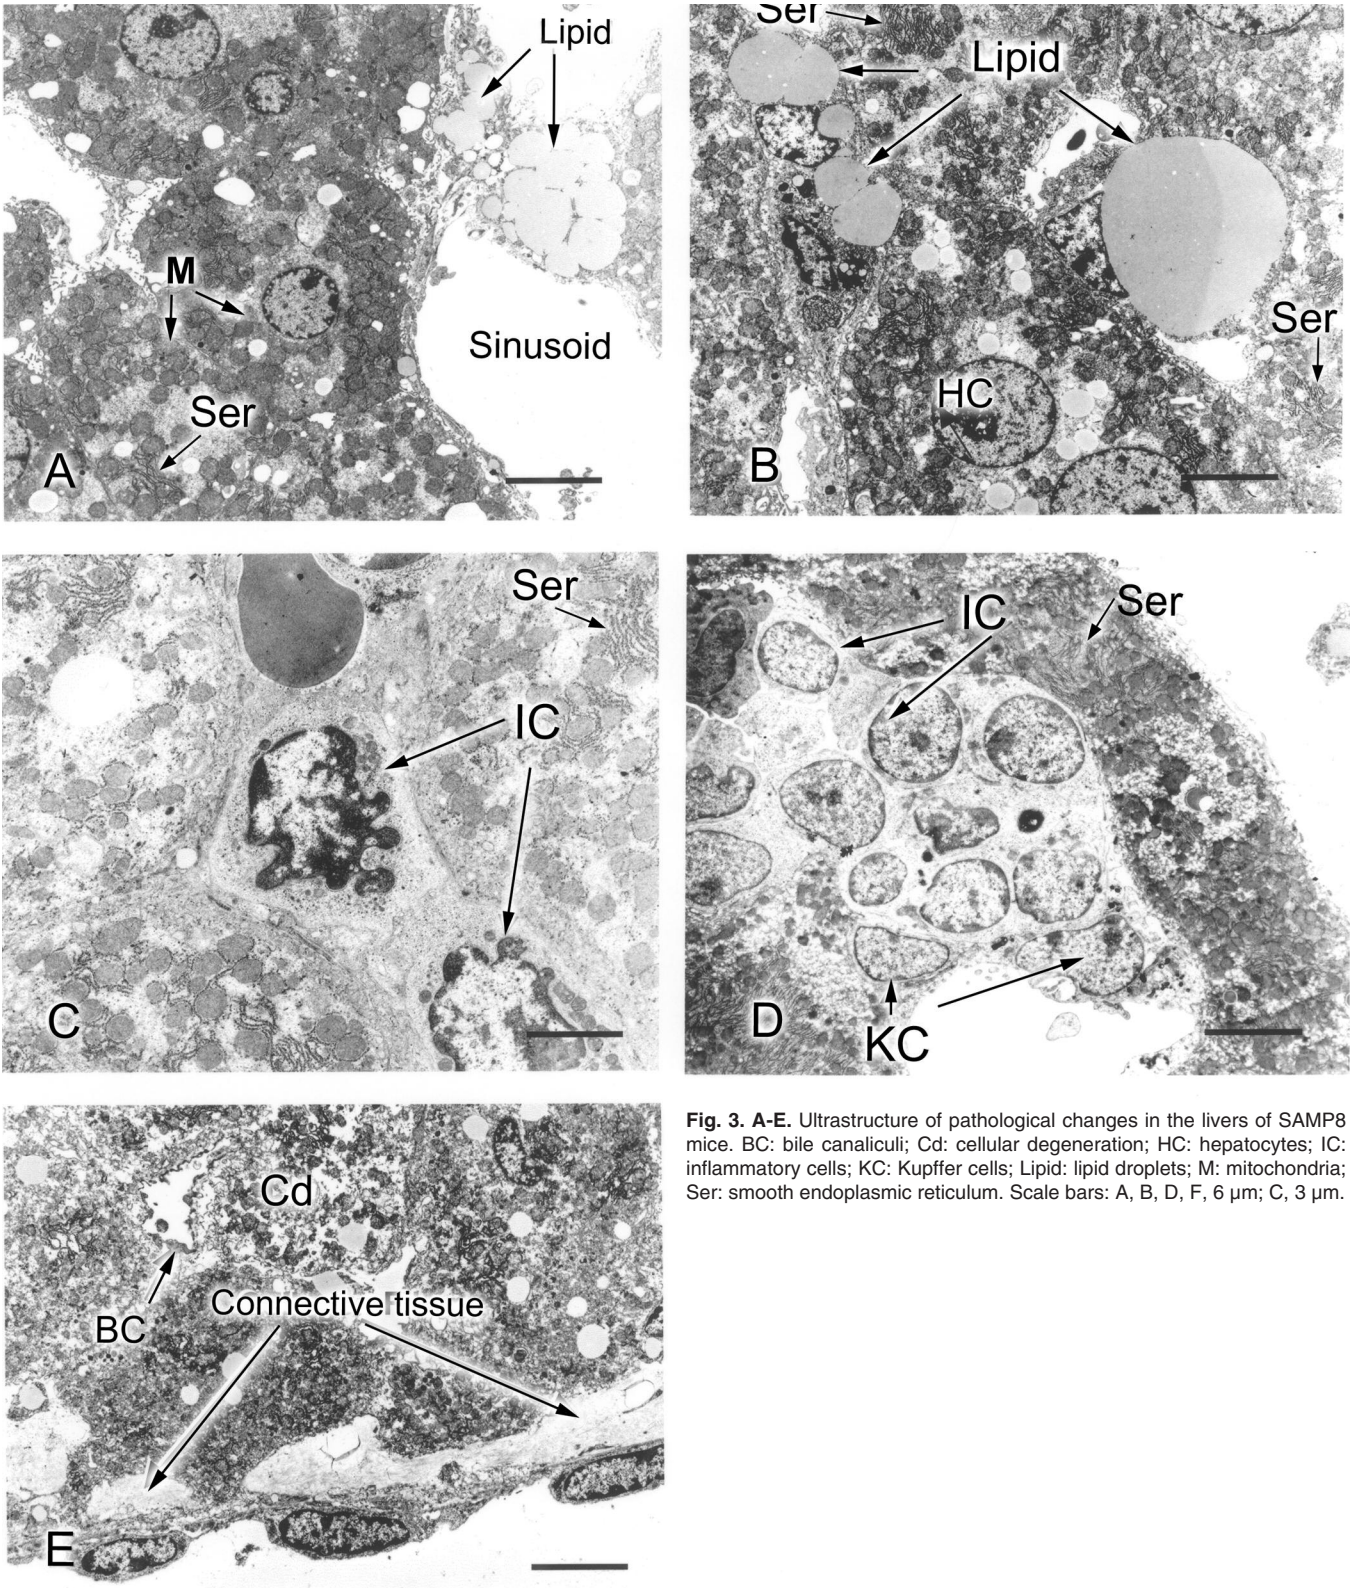 Lipid
M
Sinusoid
Ser
A
Ser
Lipid
Ser
HC
B
Ser
IC
C
IC
Ser
D
KC
Cd
BC
Connective tissue
E
Fig. 3. A-E. Ultrastructure of pathological changes in the livers of SAMP8
mice. BC: bile canaliculi; Cd: cellular degeneration; HC: hepatocytes; IC:
inflammatory cells; KC: Kupffer cells; Lipid: lipid droplets; M: mitochondria;
Ser: smooth endoplasmic reticulum. Scale bars: A, B, D, F, 6 µm; C, 3 µm.